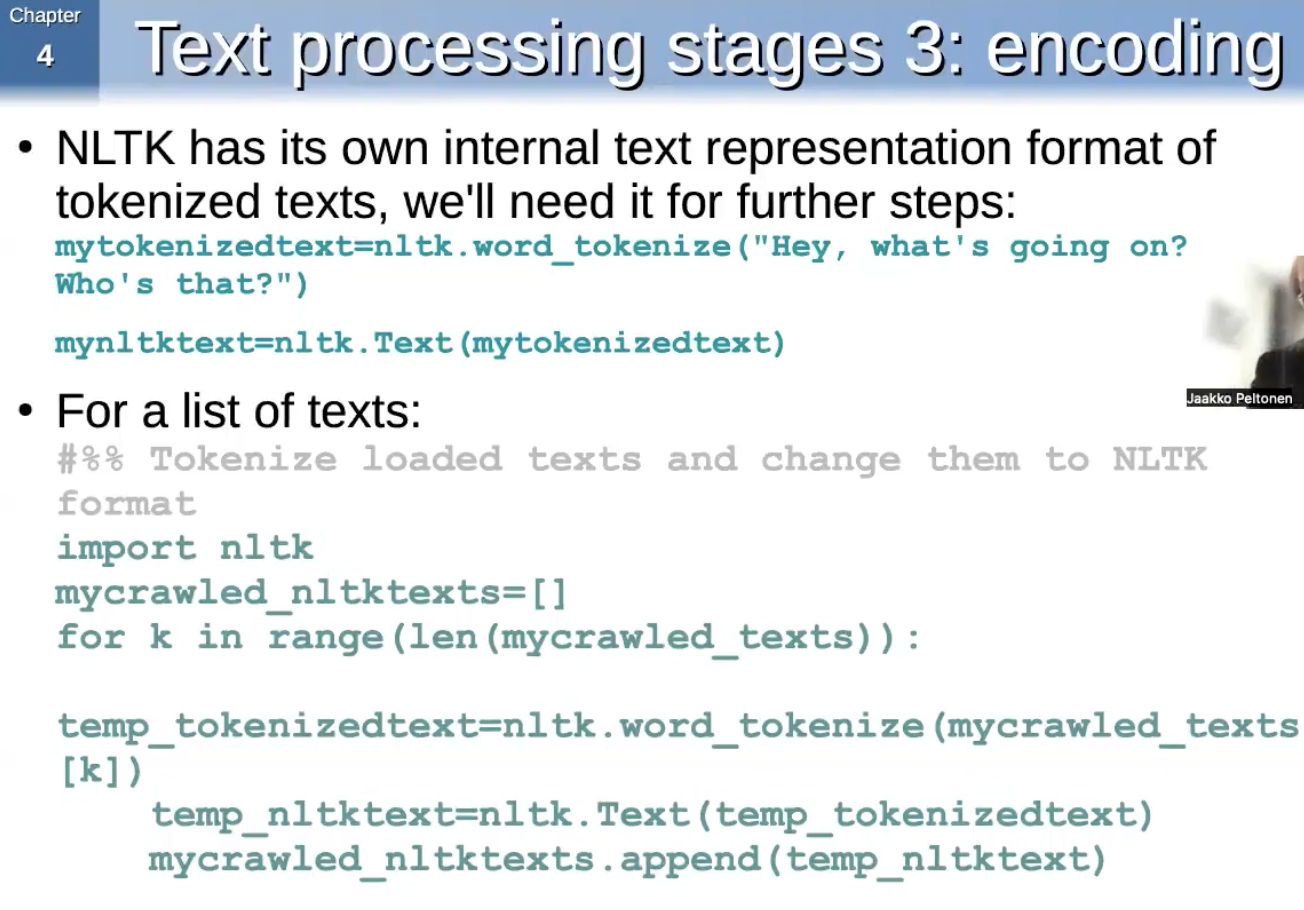 Chapter
4
Text processing stages 3: encoding
• NLTK has its own internal text representation format of
tokenized texts, we'll need it for further steps:
mytokenizedtext=nltk.word_tokenize("Hey, what's going on?
Who's that?")
mynltktext=nltk.Text(mytokenizedtext)
Jaakko Peltonen
• For a list of texts:
#%% Tokenize loaded texts and change them to NLTK
format
import nltk
mycrawled_nltktexts=[]
for k in range(len(mycrawled_texts)):
temp_tokenizedtext=nltk.word_tokenize(mycrawled_texts
[k])
temp_nltktext=nltk.Text(temp_tokenizedtext)
mycrawled_nltktexts.append(temp_nltktext)